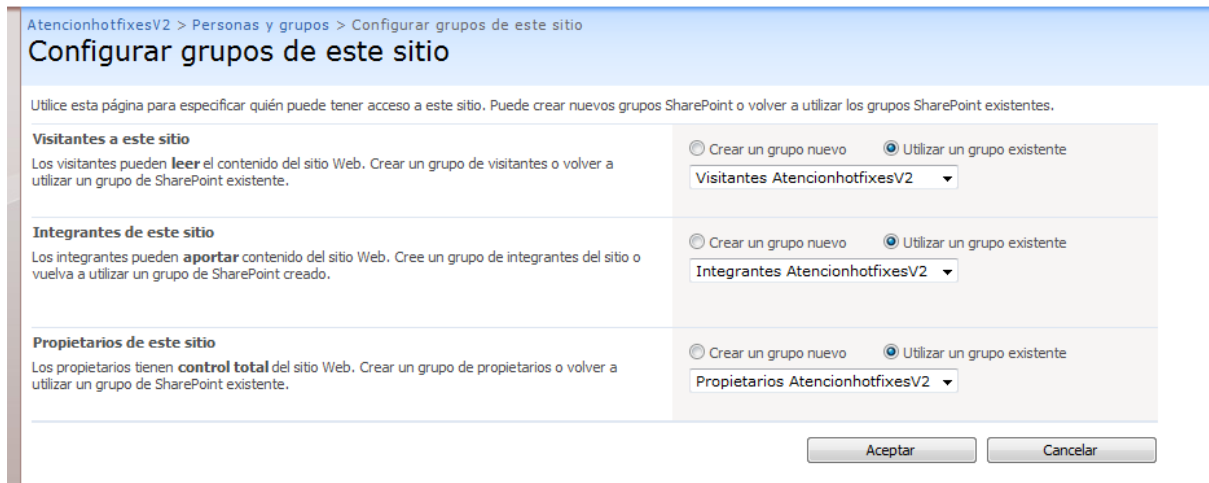 AtencionhotfixesV2 > Personas y grupos > Configurar grupos de este sitio
Configurar grupos de este sitio
Utilice esta página para especificar quién puede tener acceso a este sitio. Puede crear nuevos grupos SharePoint o volver a utilizar los grupos SharePoint existentes.
Visitantes a este sitio
Los visitantes pueden leer el contenido del sitio Web. Crear un grupo de visitantes o volver a
utilizar un grupo de SharePoint existente.
Crear un grupo nuevo Utilizar un grupo existente
Visitantes AtencionhotfixesV2
Integrantes de este sitio
Los integrantes pueden aportar contenido del sitio Web. Cree un grupo de integrantes del sitio o
vuelva a utilizar un grupo de SharePoint creado.
Crear un grupo nuevo Utilizar un grupo existente
Integrantes AtencionhotfixesV2
Propietarios de este sitio
Los propietarios tienen control total del sitio Web. Crear un grupo de propietarios o volver a
utilizar un grupo de SharePoint existente.
Crear un grupo nuevo Utilizar un grupo existente
Propietarios AtencionhotfixesV2
Aceptar Cancelar